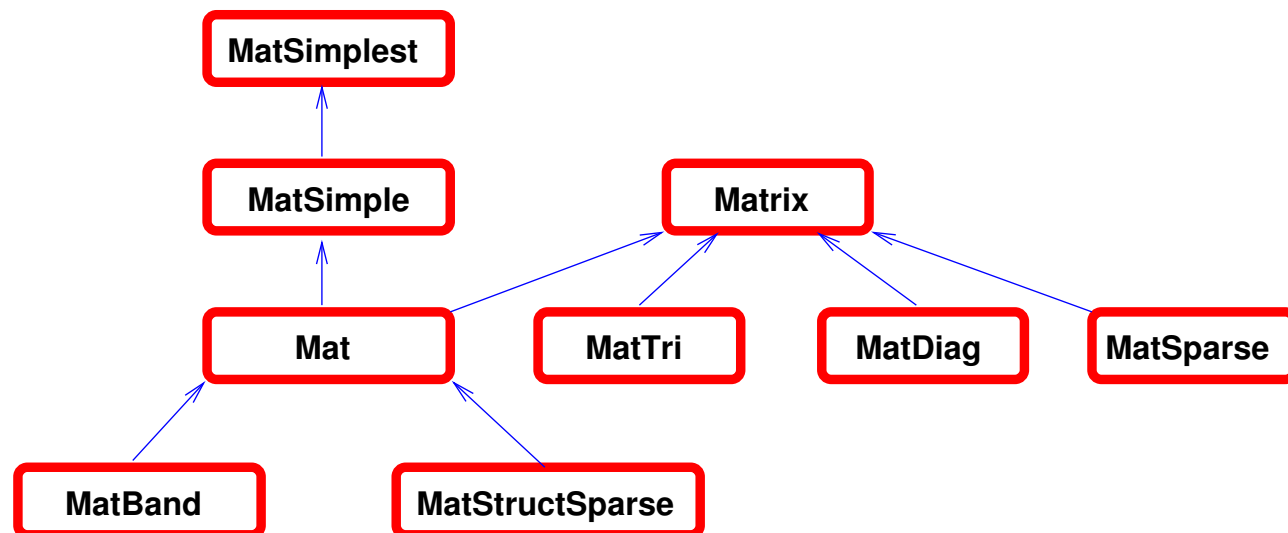 MatSimplest
MatSimple
Matrix
Mat
MatTri
MatDiag
MatSparse
MatBand
MatStructSparse